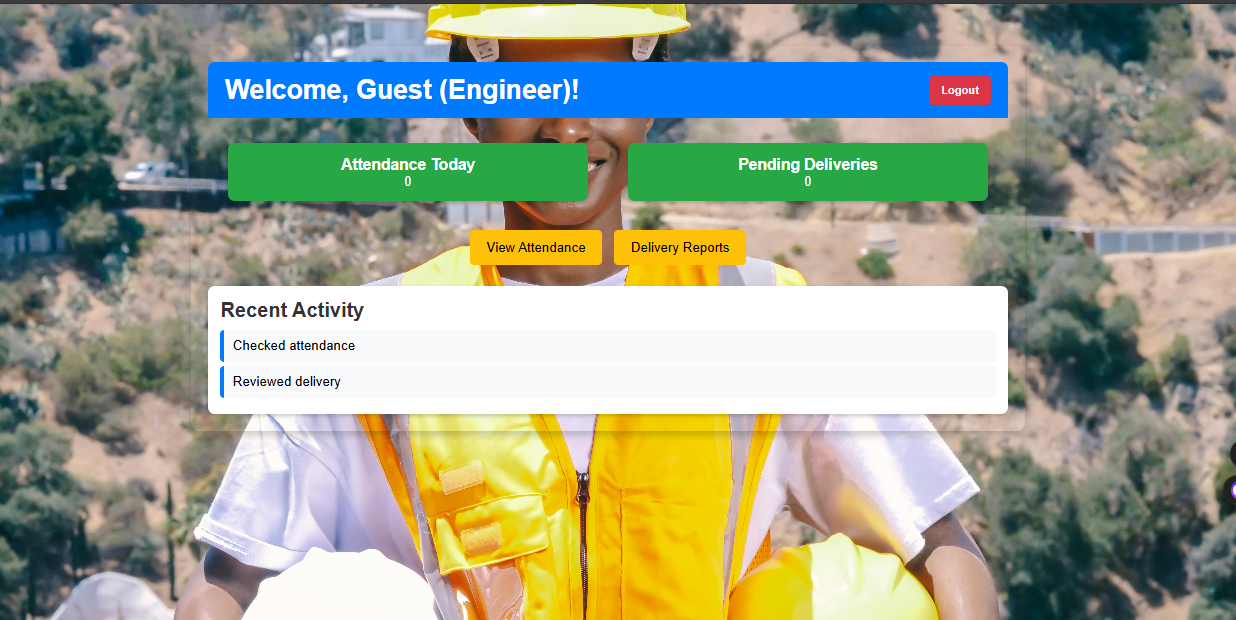 Welcome, Guest (Engineer)!
Logout
Attendance Today
0
Pending Deliveries
0
View Attendance
Delivery Reports
Recent Activity
Checked attendance
Reviewed delivery